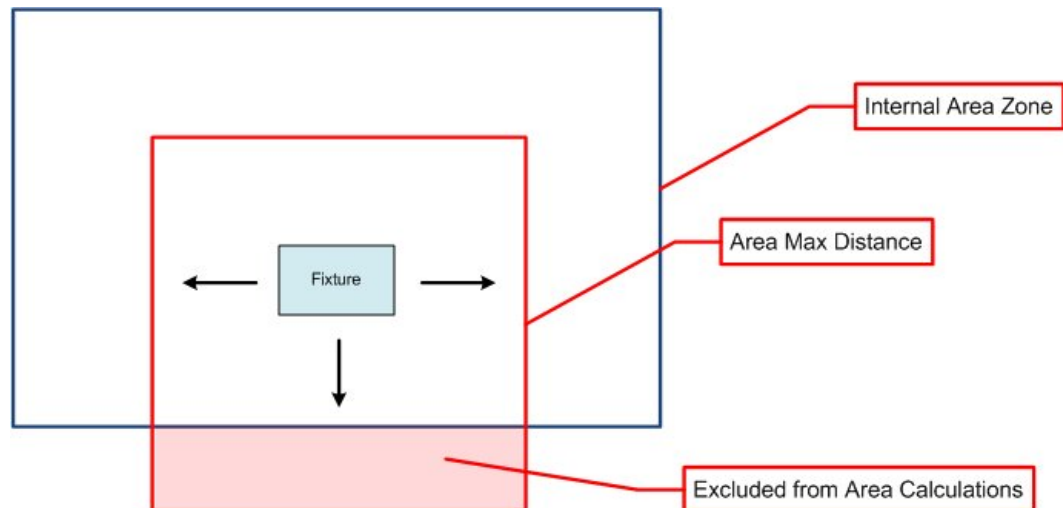 Internal Area Zone
Area Max Distance
Fixture
Excluded from Area Calculations